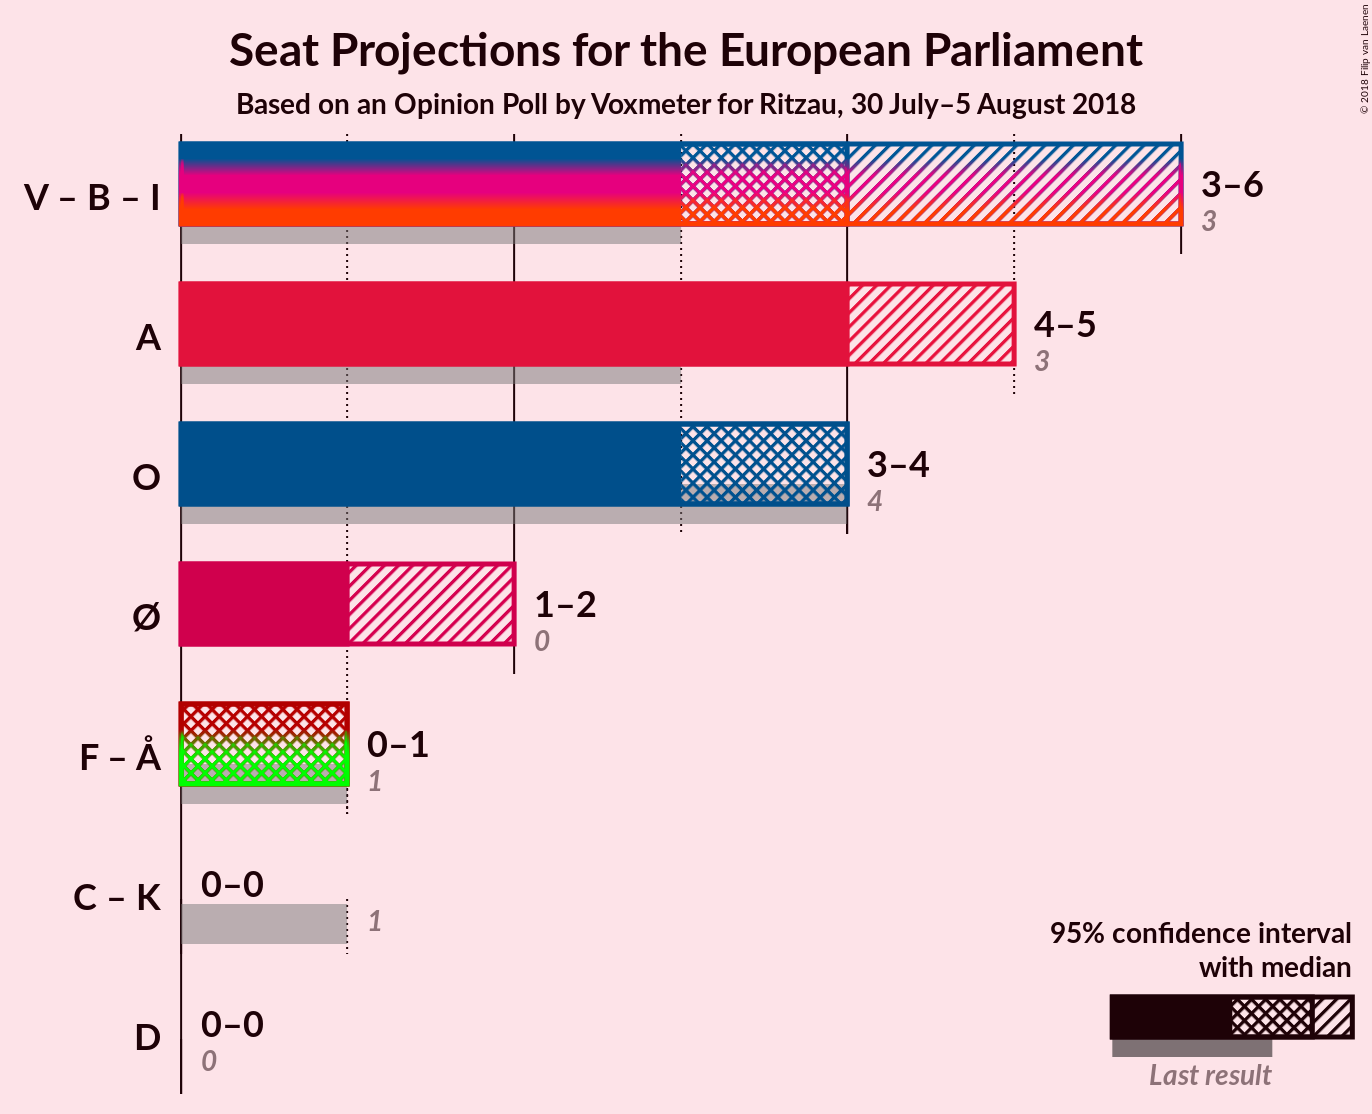 Seat Projections for the European Parliament
Based on an Opinion Poll by Voxmeter for Ritzau, 30 July–5 August 2018
© 2018 Filip van Laenen
V – B – I
3–6
3
A
4–5
3
O
3–4
4
Ø
1–2
0
F – Å
0–1
1
C – K
0–0
1
D
0–0
0
95% confidence interval
with median
Last result